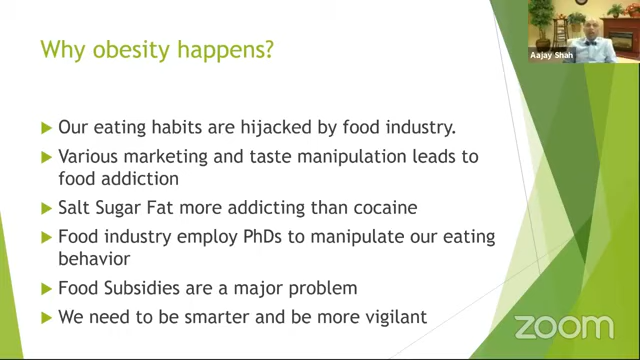 Why obesity happens?
Aajay Shah
Our eating habits are hijacked by food industry.
Various marketing and taste manipulation leads to
food addiction
Salt Sugar Fat more addicting than cocaine
Food industry employ PhDs to manipulate our eating
behavior
Food Subsidies are a major problem
We need to be smarter and be more vigilant
zoom